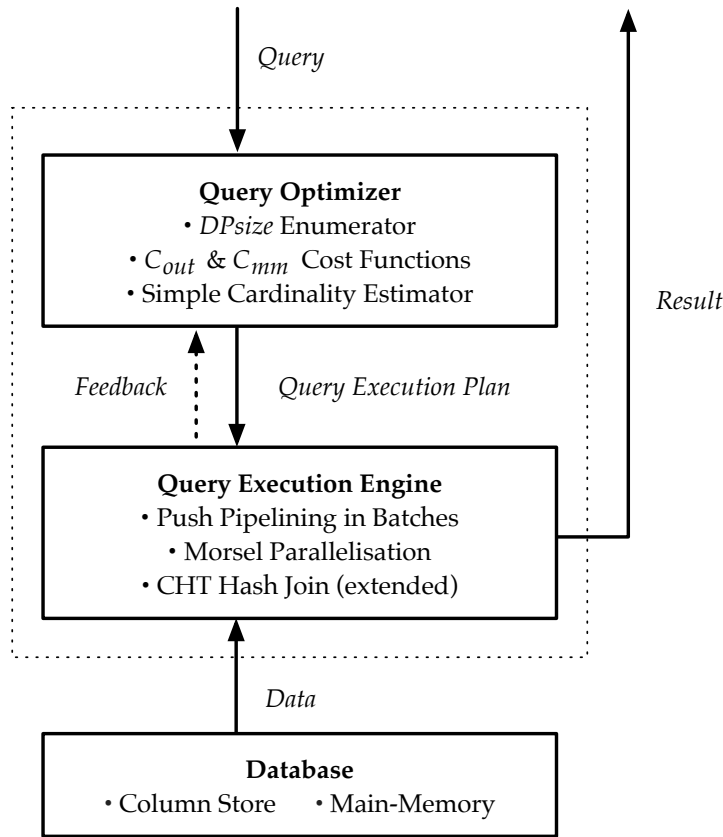 Query
Query Optimizer
• DPsize Enumerator
• C_out & C_mm Cost Functions
• Simple Cardinality Estimator
Result
Feedback
Query Execution Plan
Query Execution Engine
• Push Pipelining in Batches
• Morsel Parallelisation
• CHT Hash Join (extended)
Data
Database
• Column Store • Main-Memory